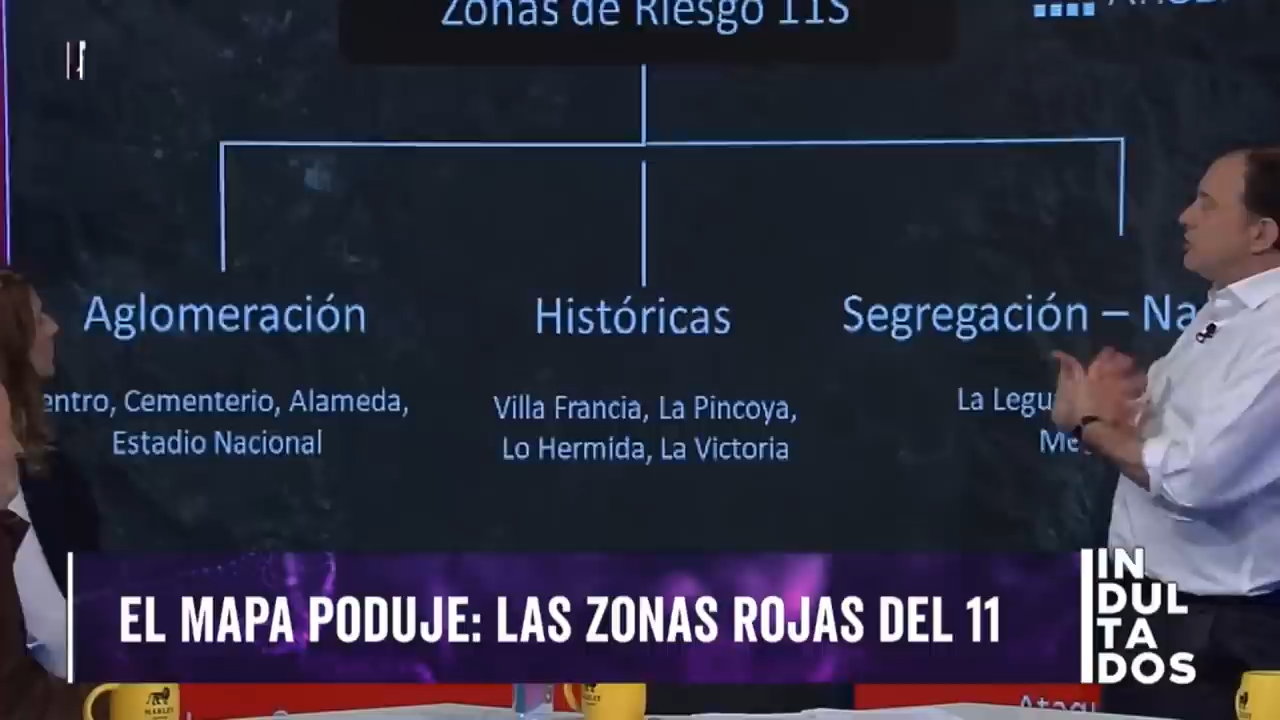 Zonas de Riesgo 11S
Aglomeración
Históricas
Segregación – Na
entro, Cementerio, Alameda,
Estadio Nacional
Villa Francia, La Pincoya,
Lo Hermida, La Victoria
La Legu
Me
EL MAPA PODUJE: LAS ZONAS ROJAS DEL 11
IN
DUL
TA
DOS